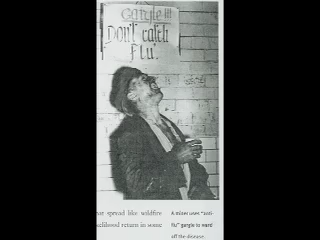 Gargle !!!
Don't catch
Flu.
spread like wildfire
return in some
A miner uses "anti-
flu" gargle to ward
off the disease.